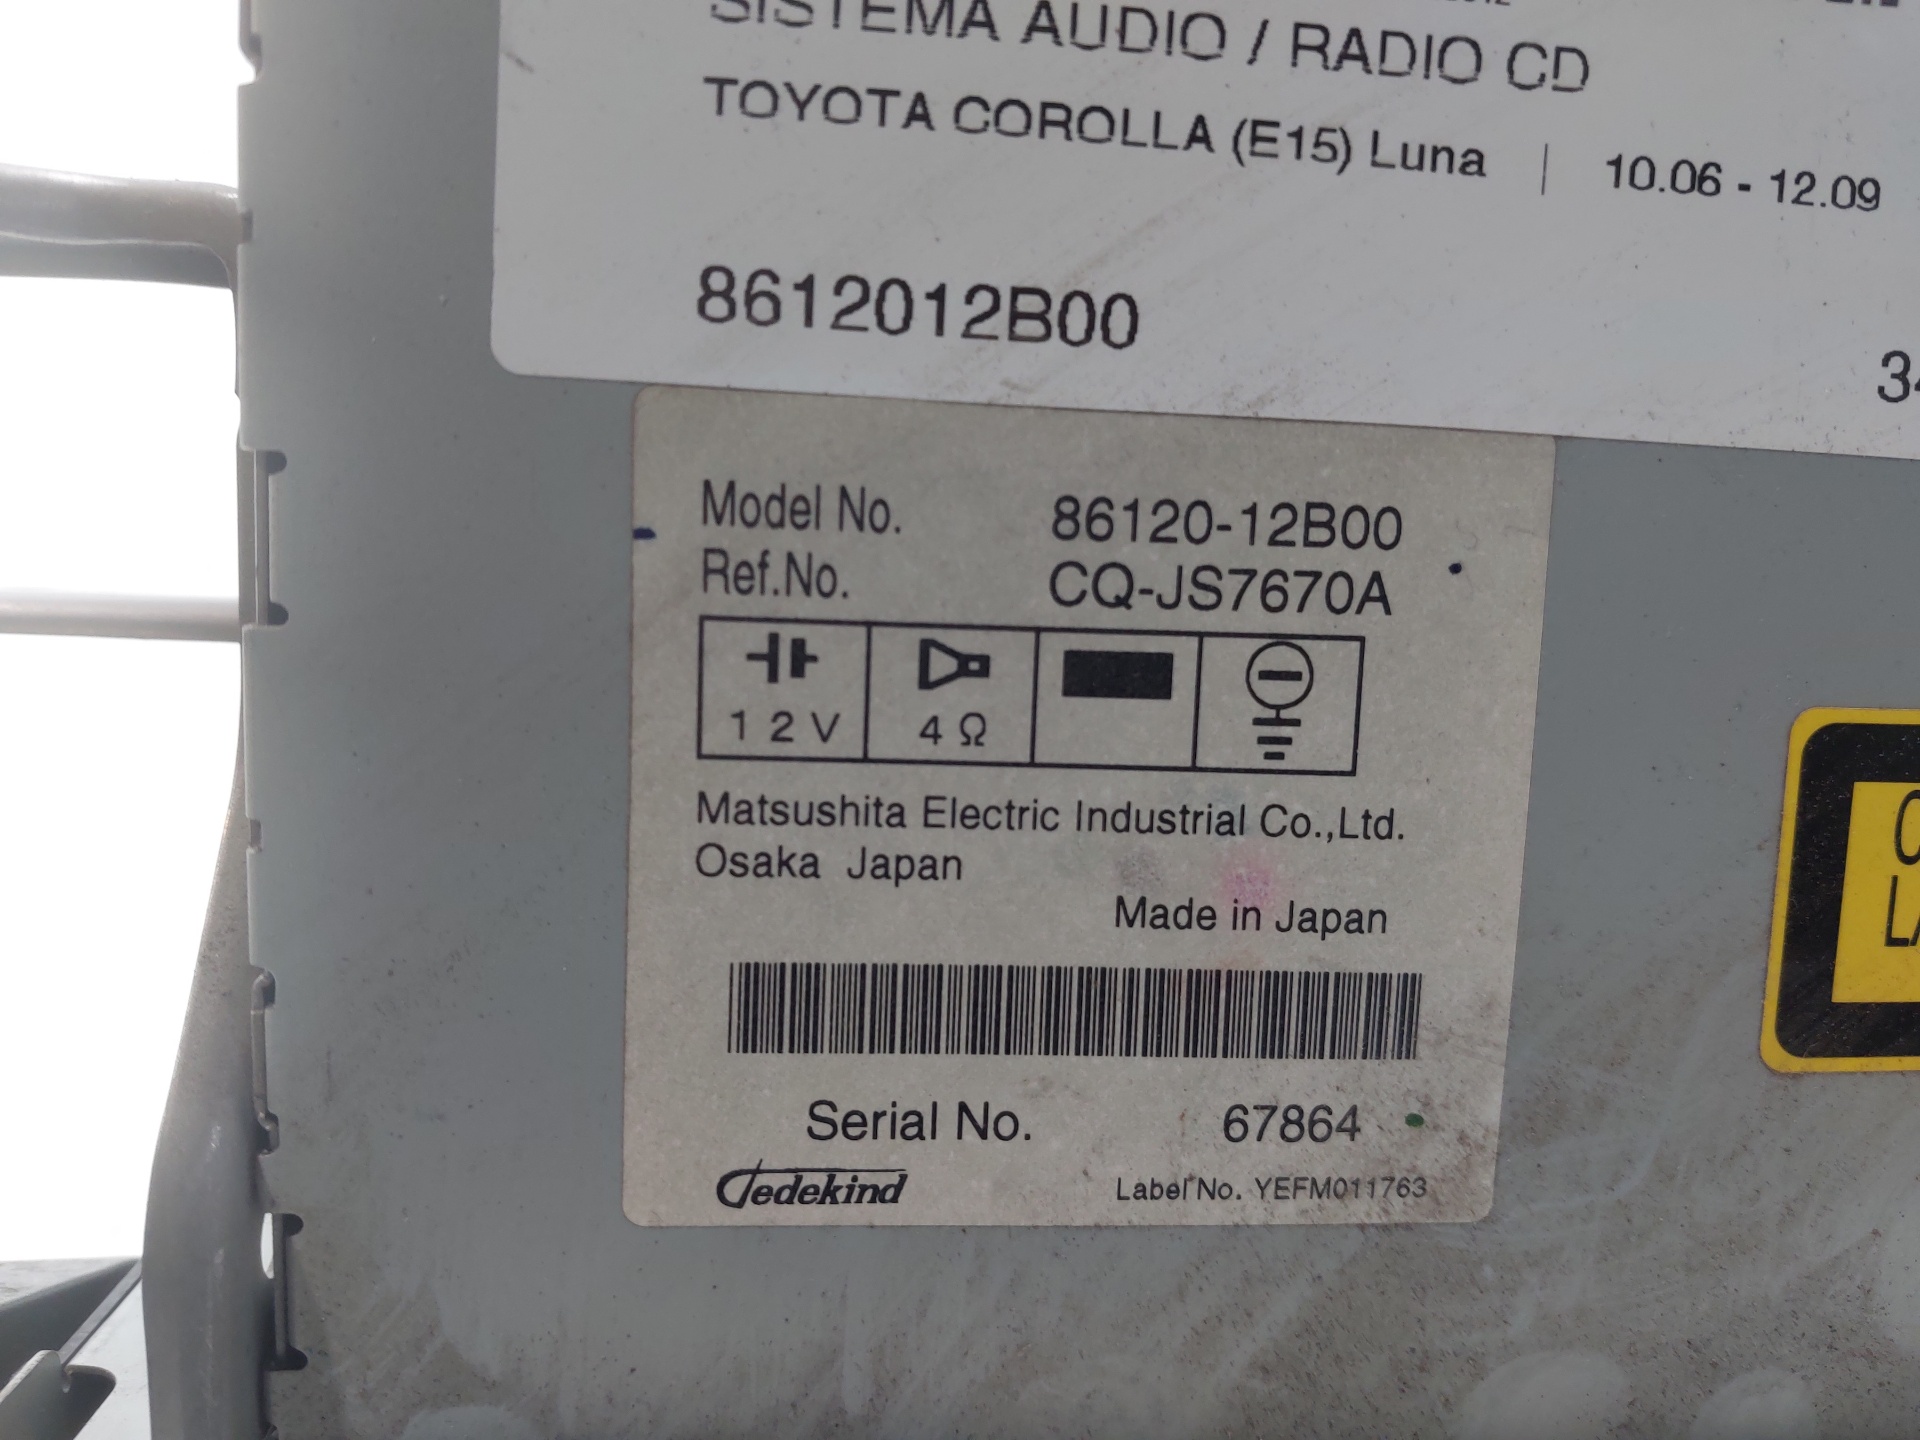 SISTEMA AUDIO / RADIO CD
TOYOTA COROLLA (E15) Luna | 10.06 - 12.09
8612012B00
Model No. 86120-12B00
Ref.No. CQ-JS7670A
12V 4Ω
Matsushita Electric Industrial Co.,Ltd.
Osaka Japan
Made in Japan
Serial No. 67864
Jedekind Label No. YEFM011763